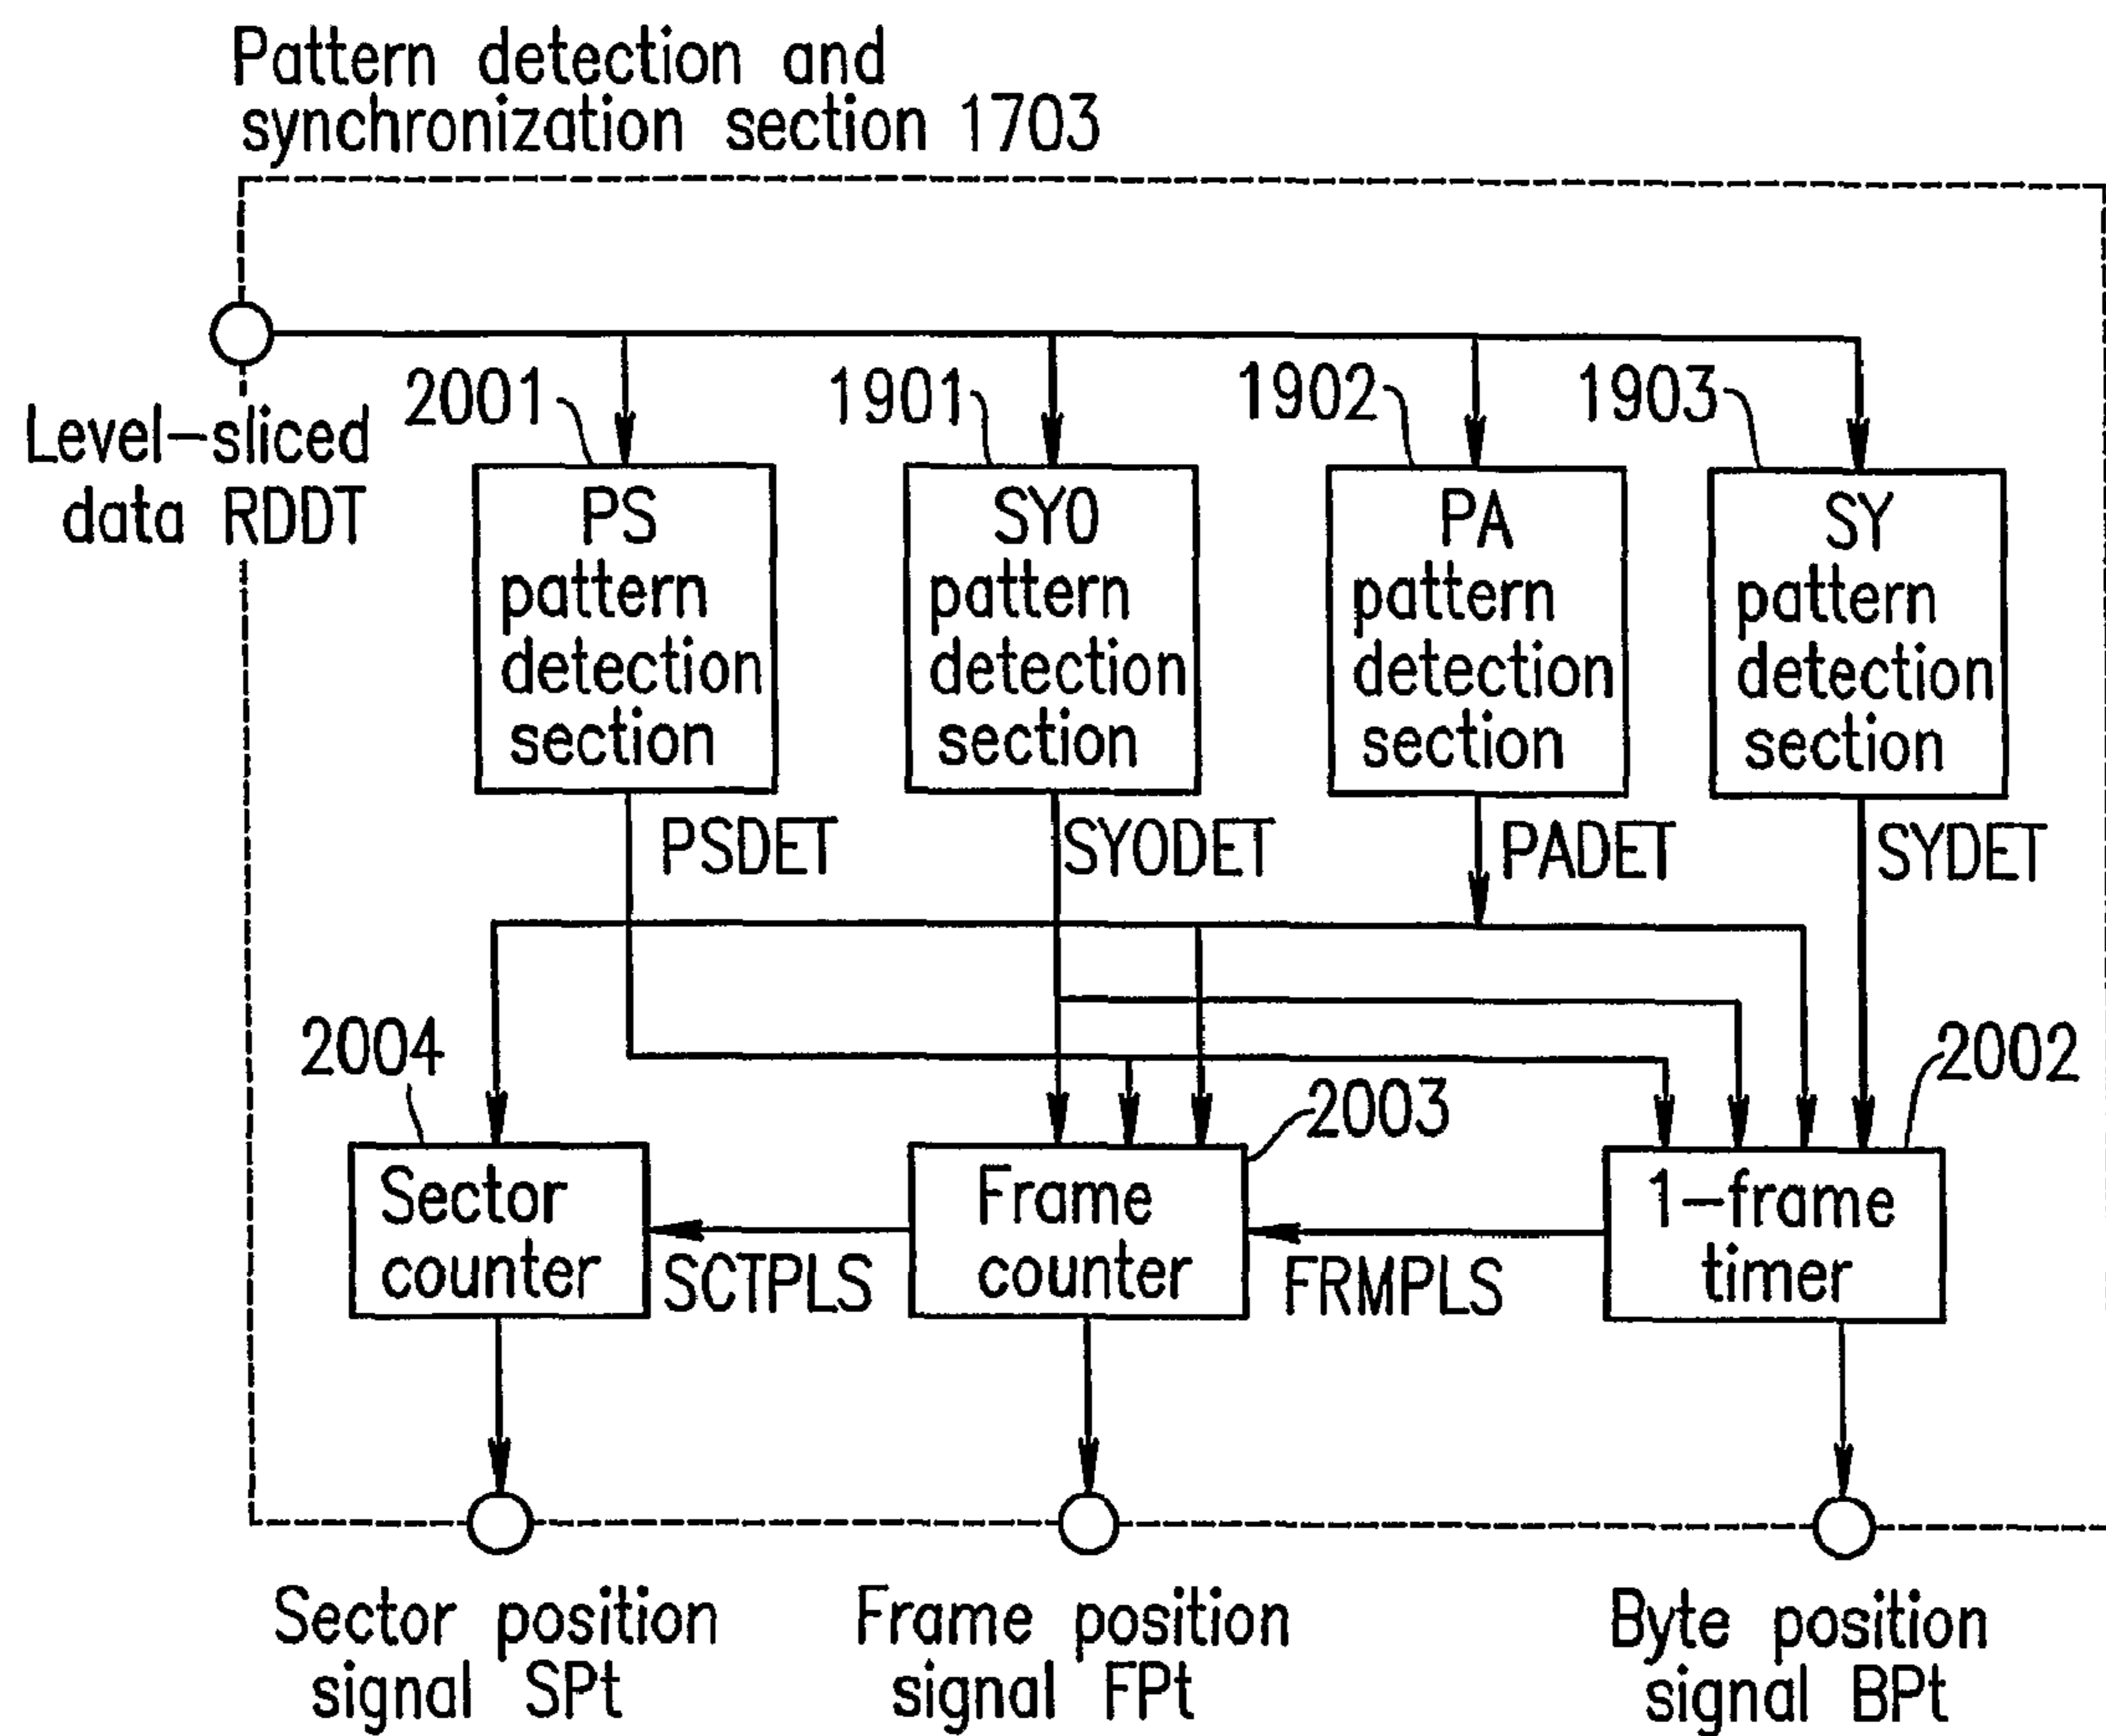 Pattern detection and
synchronization section 1703
Level-sliced
data RDDT
2001
1901
1902
1903
PS
pattern
detection
section
SY0
pattern
detection
section
PA
pattern
detection
section
SY
pattern
detection
section
PSDET
SY0DET
PADET
SYDET
2004
2003
2002
Sector
counter
SCTPLS
Frame
counter
FRMPLS
1-frame
timer
Sector position
signal SPt
Frame position
signal FPt
Byte position
signal BPt